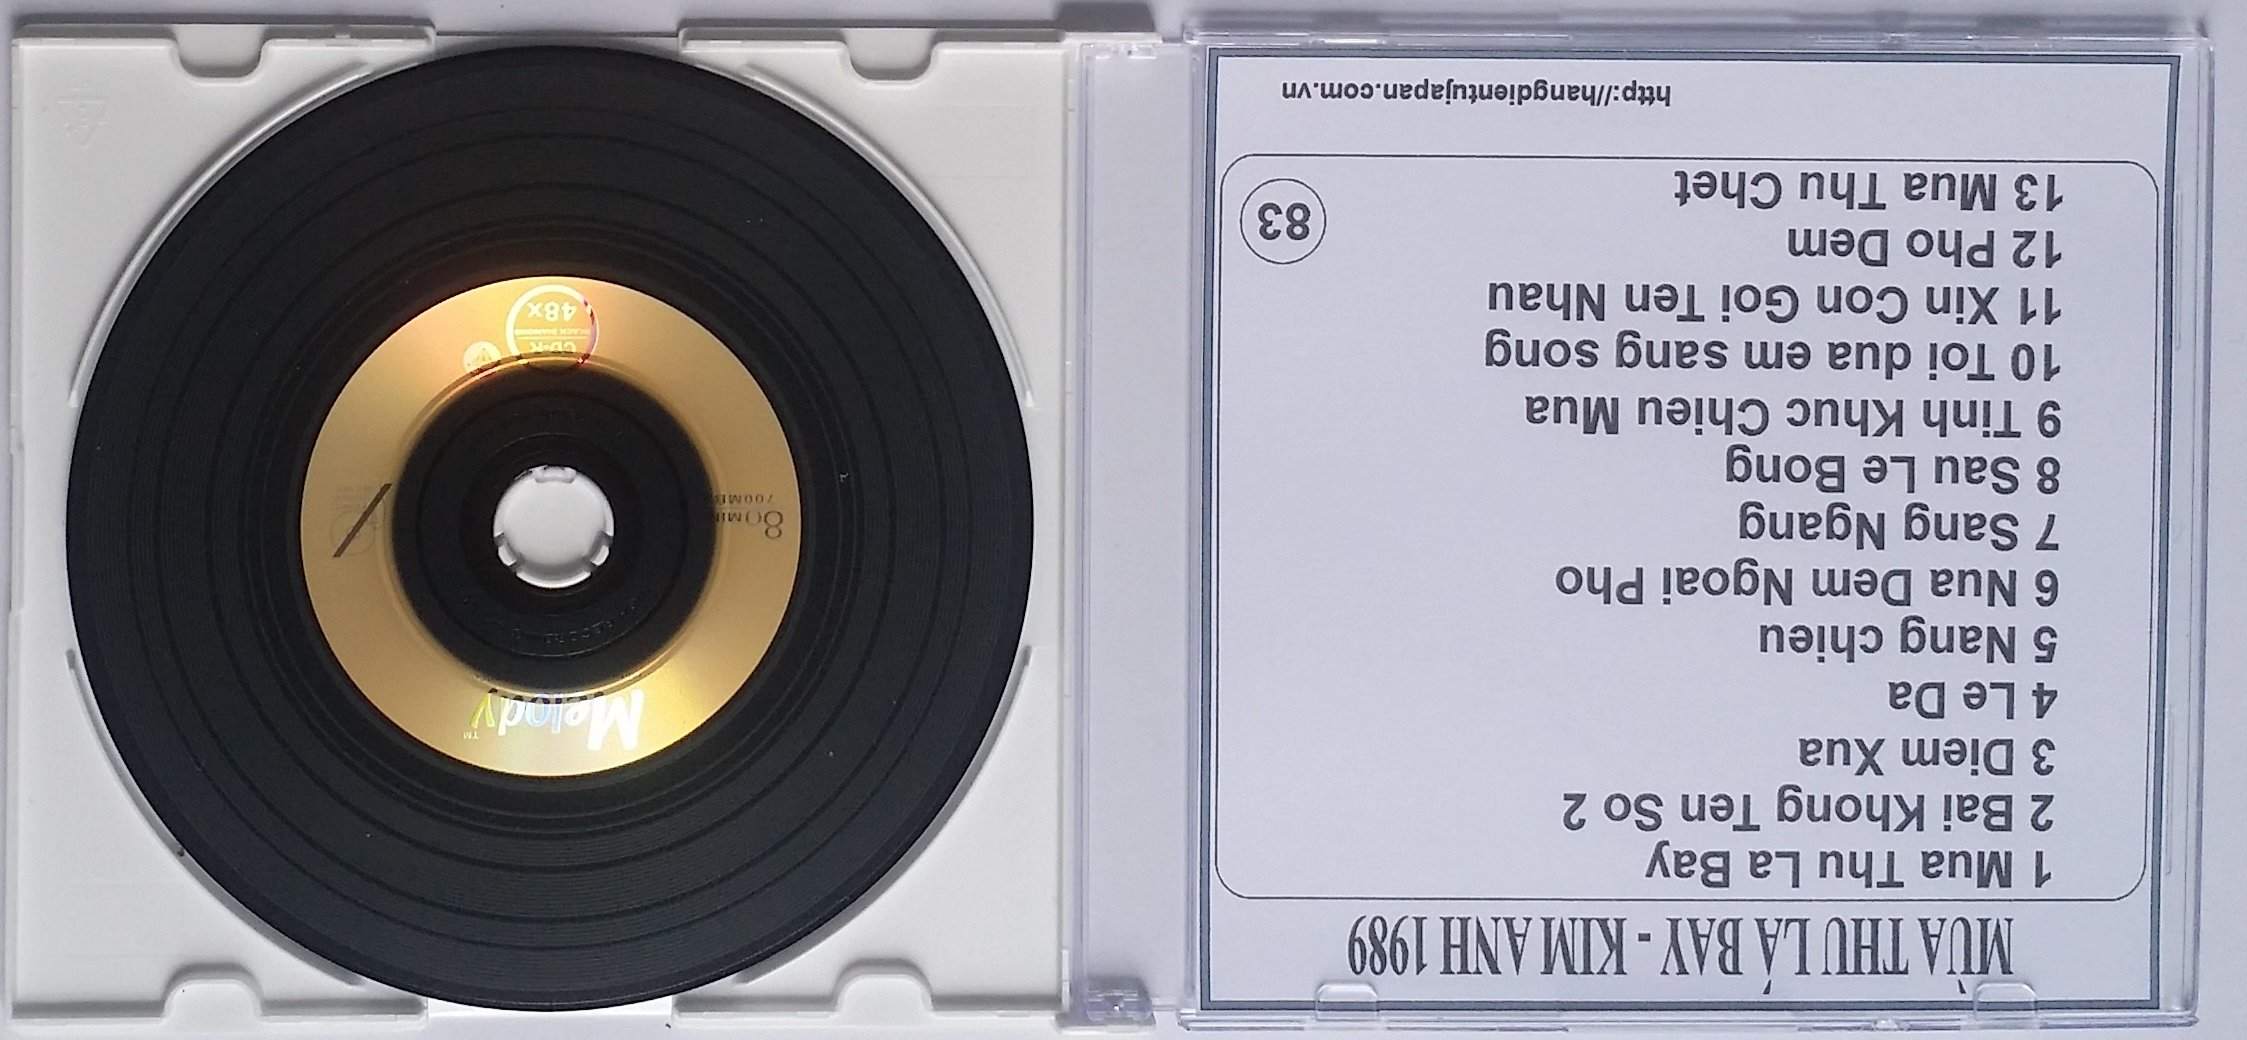 MÙA THU LÁ BAY - KIM ANH 1989
1 Mua Thu La Bay
2 Bai Khong Ten So 2
3 Diem Xua
4 Le Da
5 Nang chieu
6 Nua Dem Ngoai Pho
7 Sang Ngang
8 Sau Le Bong
9 Tinh Khuc Chieu Mua
10 Toi dua em sang song
11 Xin Con Goi Ten Nhau
12 Pho Dem
13 Mua Thu Chet
83
http://hangdientujapan.com.vn
Melody™
80MIN
700MB
CD-R
48x